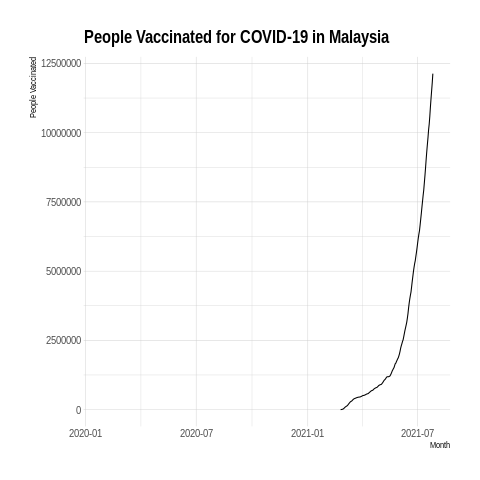 People Vaccinated for COVID-19 in Malaysia
People Vaccinated
12500000
10000000
7500000
5000000
2500000
0
2020-01 2020-07 2021-01 2021-07
Month